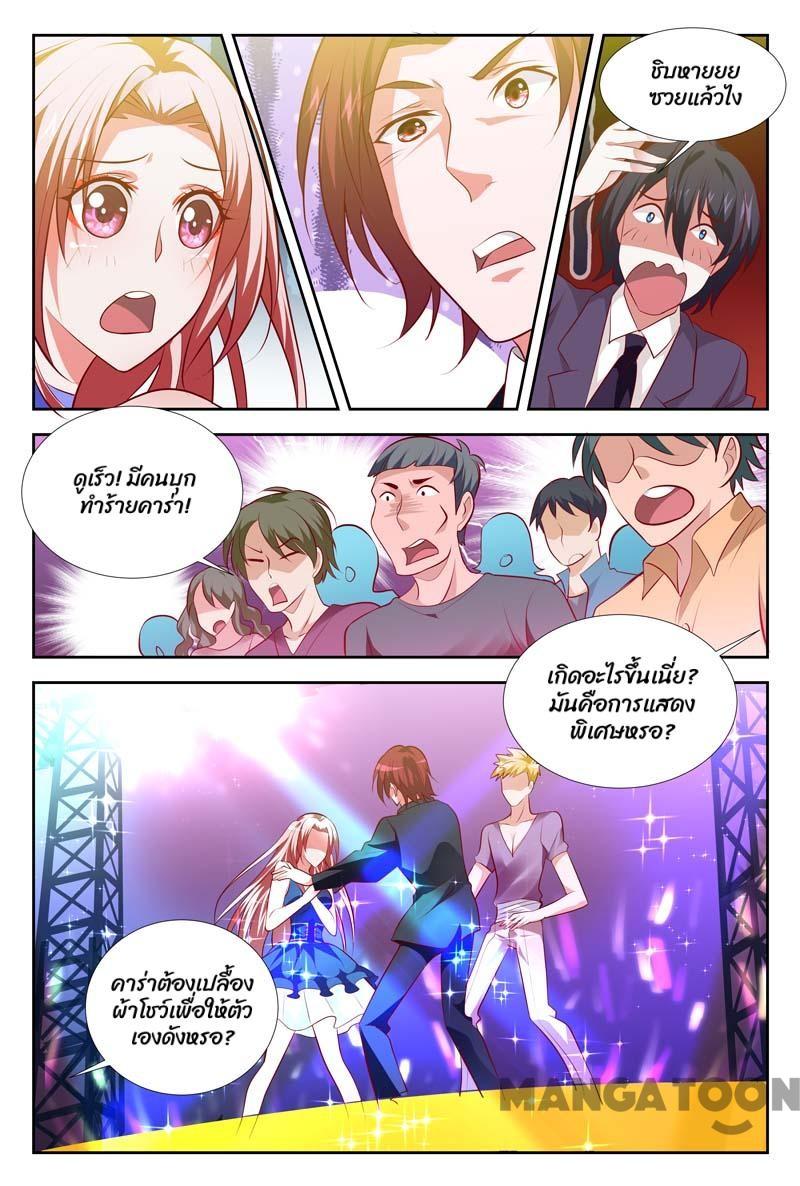 ชิบหายยย
ซวยแล้วไง
ดูเร็ว! มีคนบุก
ทำร้ายคาร่า!
เกิดอะไรขึ้นเนี่ย?
มันคือการแสดง
พิเศษหรอ?
คาร่าต้องเปลื้อง
ผ้าโชว์เพื่อให้ตัว
เองดังหรอ?
MANGATOON